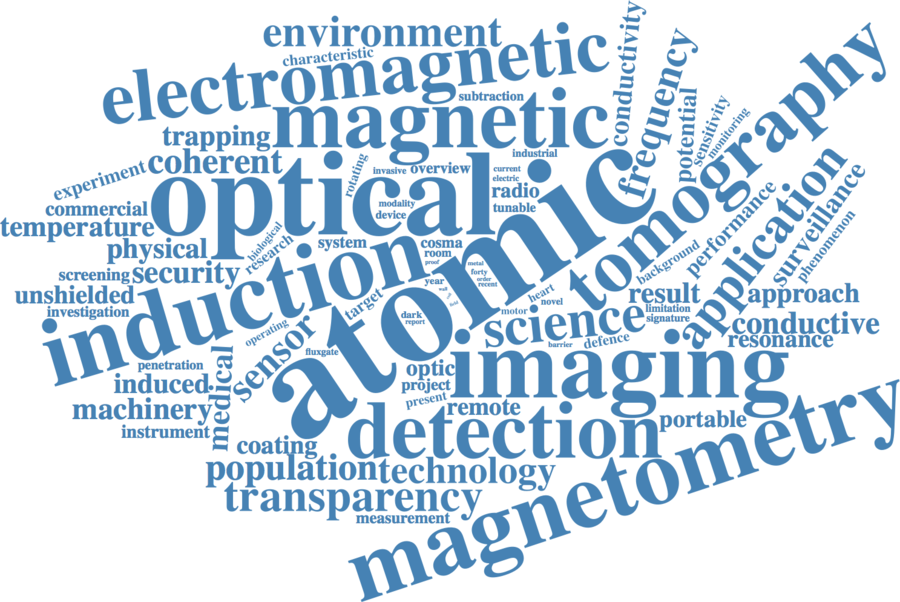 environment
characteristic
electromagnetic
subtraction
magnetic
conductivity
frequency
potential
sensitivity
monitoring
tomography
trapping
coherent
experiment
optical
rotating
invasive
overview
industrial
current
electric
radio
tunable
modality
device
commercial
temperature
physical
biological
research
system
cosma
room
proof
atomic
application
surveillance
phenomenon
performance
background
screening
security
unshielded
investigation
induction
metal
forty
order
recent
year
wall
field
target
dark
report
heart
novel
motor
science
result
limitation
signature
approach
conductive
resonance
barrier
defence
operating
sensor
fluxgate
medical
penetration
induced
machinery
instrument
optic
project
present
imaging
remote
detection
portable
coating
population
technology
transparency
measurement
magnetometry